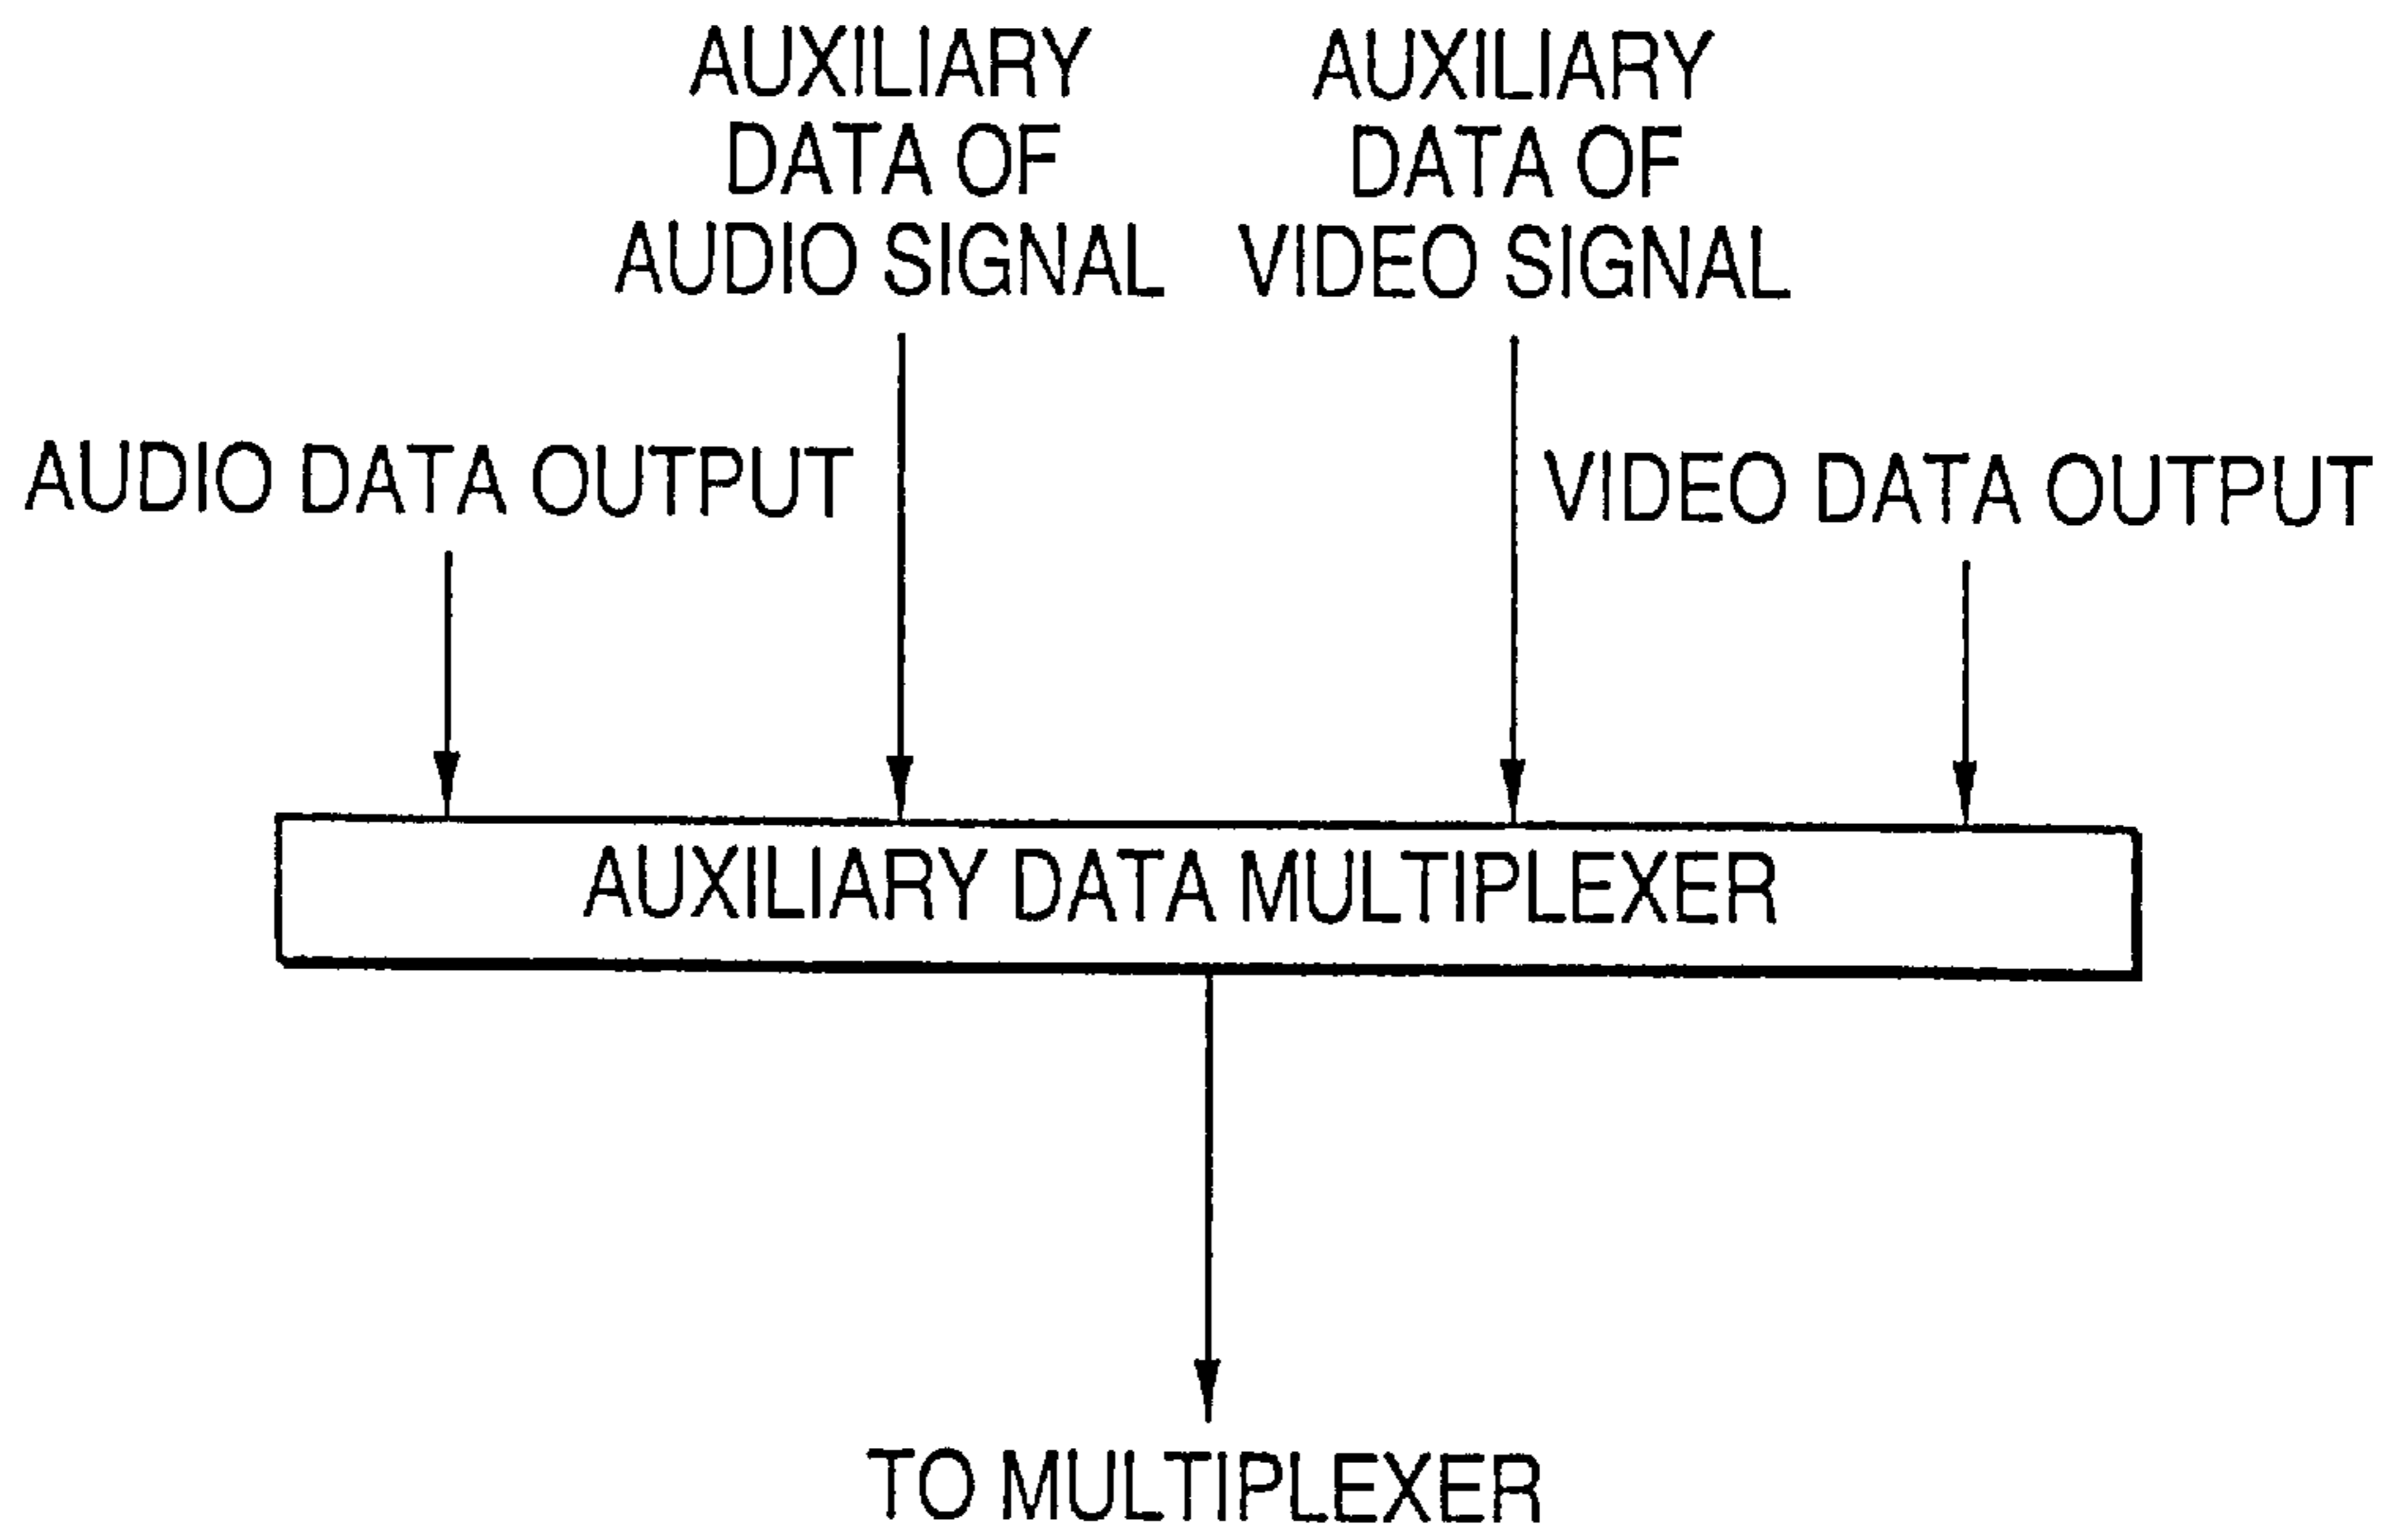 AUXILIARY
DATA OF
AUDIO SIGNAL
AUXILIARY
DATA OF
VIDEO SIGNAL
AUDIO DATA OUTPUT
VIDEO DATA OUTPUT
AUXILIARY DATA MULTIPLEXER
TO MULTIPLEXER